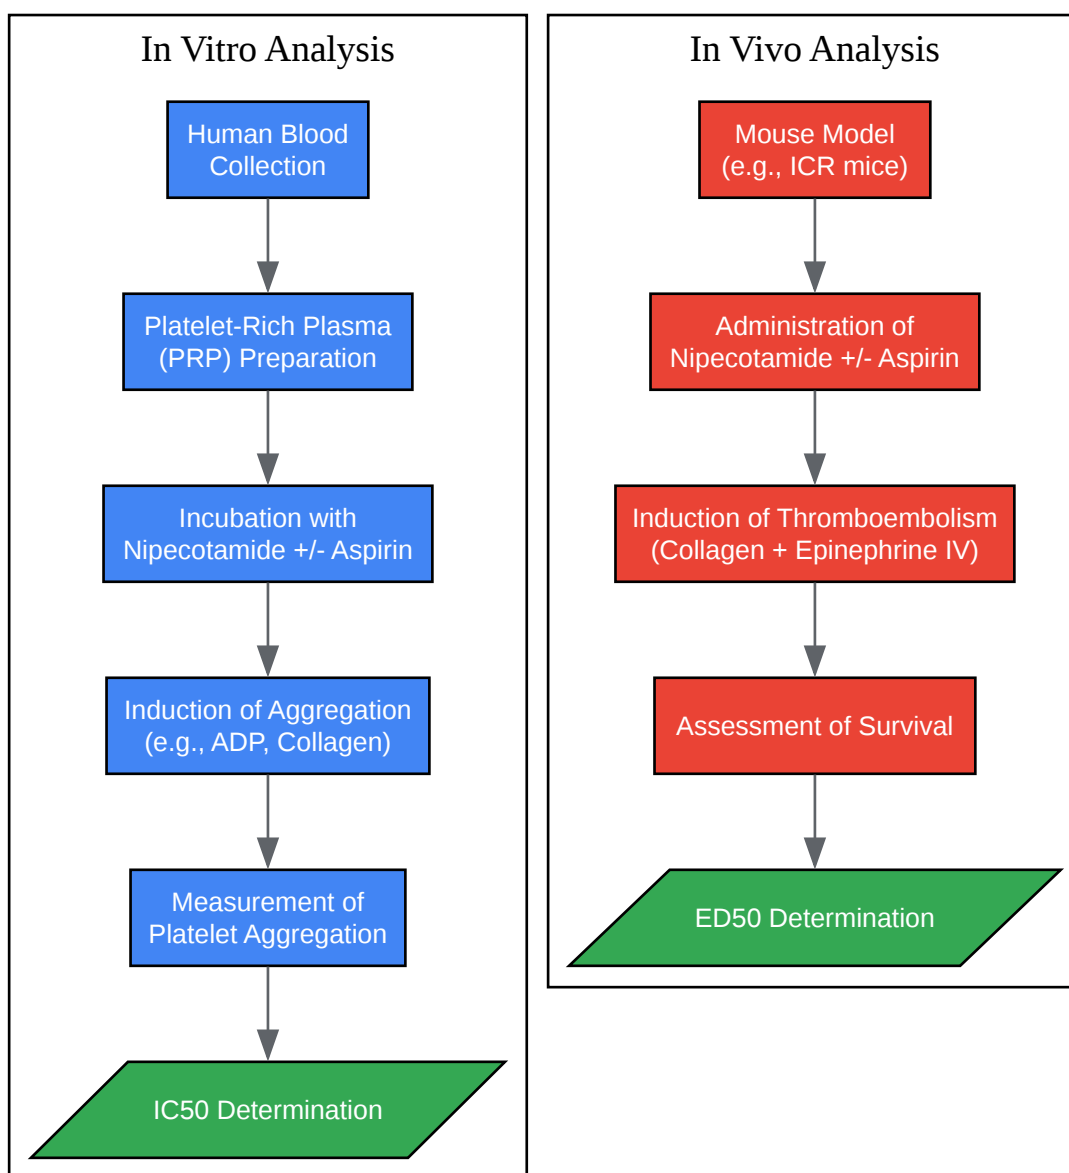 In Vitro Analysis
Human Blood
Collection
Platelet-Rich Plasma
(PRP) Preparation
Incubation with
Nipecotamide +/- Aspirin
Induction of Aggregation
(e.g., ADP, Collagen)
Measurement of
Platelet Aggregation
IC50 Determination
In Vivo Analysis
Mouse Model
(e.g., ICR mice)
Administration of
Nipecotamide +/- Aspirin
Induction of Thromboembolism
(Collagen + Epinephrine IV)
Assessment of Survival
ED50 Determination